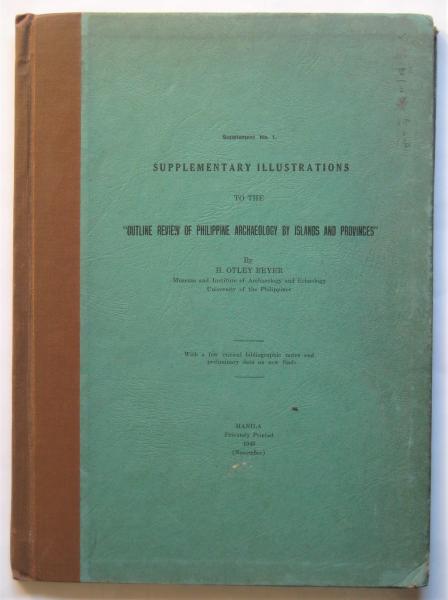 Supplement No. 1.
SUPPLEMENTARY ILLUSTRATIONS
TO THE
"OUTLINE REVIEW OF PHILIPPINE ARCHAEOLOGY BY ISLANDS AND PROVINCES"
By
H. OTLEY BEYER
Museum and Institute of Archaeology and Ethnology
University of the Philippines
With a few critical bibliographic notes and
preliminary data on new finds
MANILA
Privately Printed
(November)